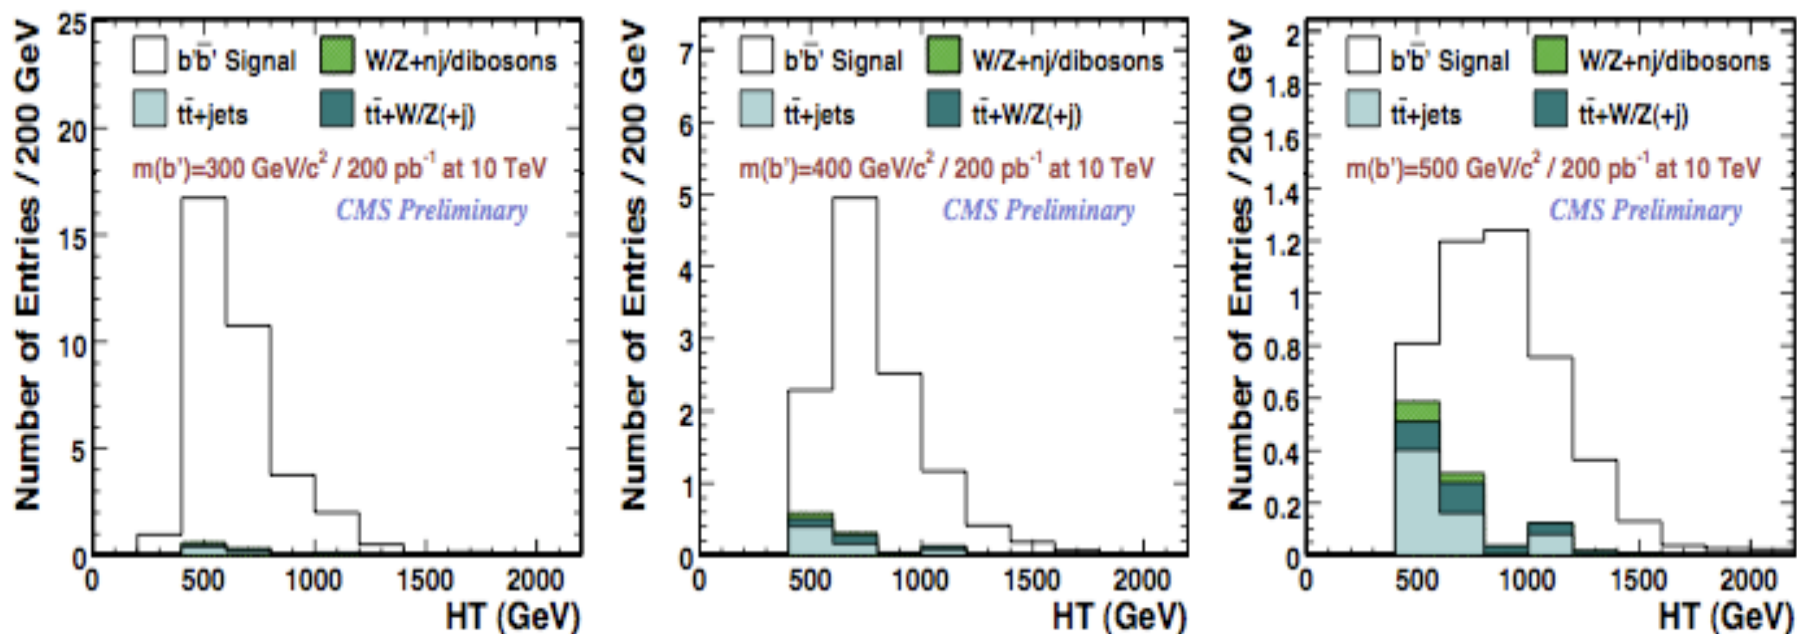 Number of Entries / 200 GeV
25
20
15
10
5
0
b'b̄' Signal
W/Z+nj/dibosons
tt̄+jets
tt̄+W/Z(+j)
m(b')=300 GeV/c² / 200 pb⁻¹ at 10 TeV
CMS Preliminary
0 500 1000 1500 2000
HT (GeV)
Number of Entries / 200 GeV
7
6
5
4
3
2
1
0
b'b̄' Signal
W/Z+nj/dibosons
tt̄+jets
tt̄+W/Z(+j)
m(b')=400 GeV/c² / 200 pb⁻¹ at 10 TeV
CMS Preliminary
0 500 1000 1500 2000
HT (GeV)
Number of Entries / 200 GeV
2
1.8
1.6
1.4
1.2
1
0.8
0.6
0.4
0.2
0
b'b̄' Signal
W/Z+nj/dibosons
tt̄+jets
tt̄+W/Z(+j)
m(b')=500 GeV/c² / 200 pb⁻¹ at 10 TeV
CMS Preliminary
0 500 1000 1500 2000
HT (GeV)